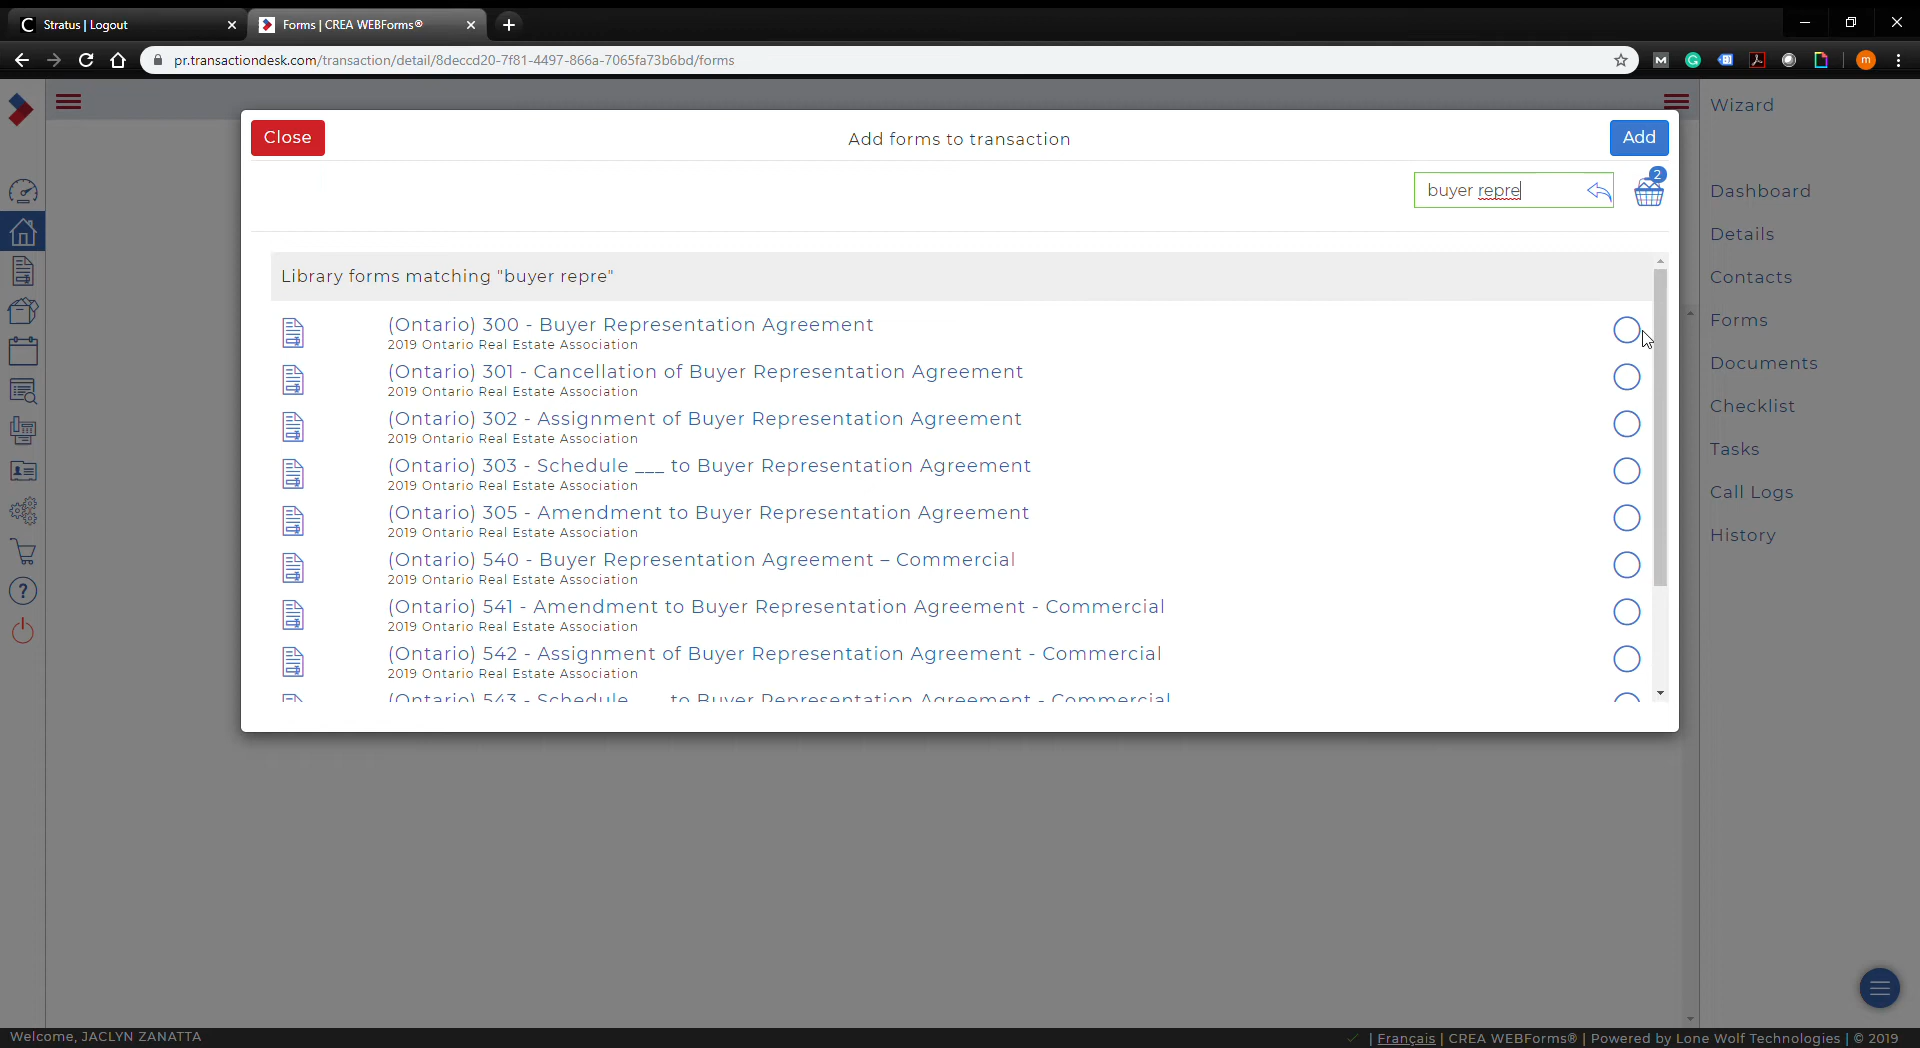 Stratus | Logout
Forms | CREA WEBForms®
pr.transactiondesk.com/transaction/detail/8deccd20-7f81-4497-866a-7065fa73b6bd/forms
Close
Add forms to transaction
Add
buyer repre
2
Library forms matching "buyer repre"
(Ontario) 300 - Buyer Representation Agreement
2019 Ontario Real Estate Association
(Ontario) 301 - Cancellation of Buyer Representation Agreement
2019 Ontario Real Estate Association
(Ontario) 302 - Assignment of Buyer Representation Agreement
2019 Ontario Real Estate Association
(Ontario) 303 - Schedule ___ to Buyer Representation Agreement
2019 Ontario Real Estate Association
(Ontario) 305 - Amendment to Buyer Representation Agreement
2019 Ontario Real Estate Association
(Ontario) 540 - Buyer Representation Agreement – Commercial
2019 Ontario Real Estate Association
(Ontario) 541 - Amendment to Buyer Representation Agreement - Commercial
2019 Ontario Real Estate Association
(Ontario) 542 - Assignment of Buyer Representation Agreement - Commercial
2019 Ontario Real Estate Association
(Ontario) 543 - Schedule ___ to Buyer Representation Agreement - Commercial
Wizard
Dashboard
Details
Contacts
Forms
Documents
Checklist
Tasks
Call Logs
History
Welcome, JACLYN ZANATTA
| Français | CREA WEBForms® | Powered by Lone Wolf Technologies | © 2019